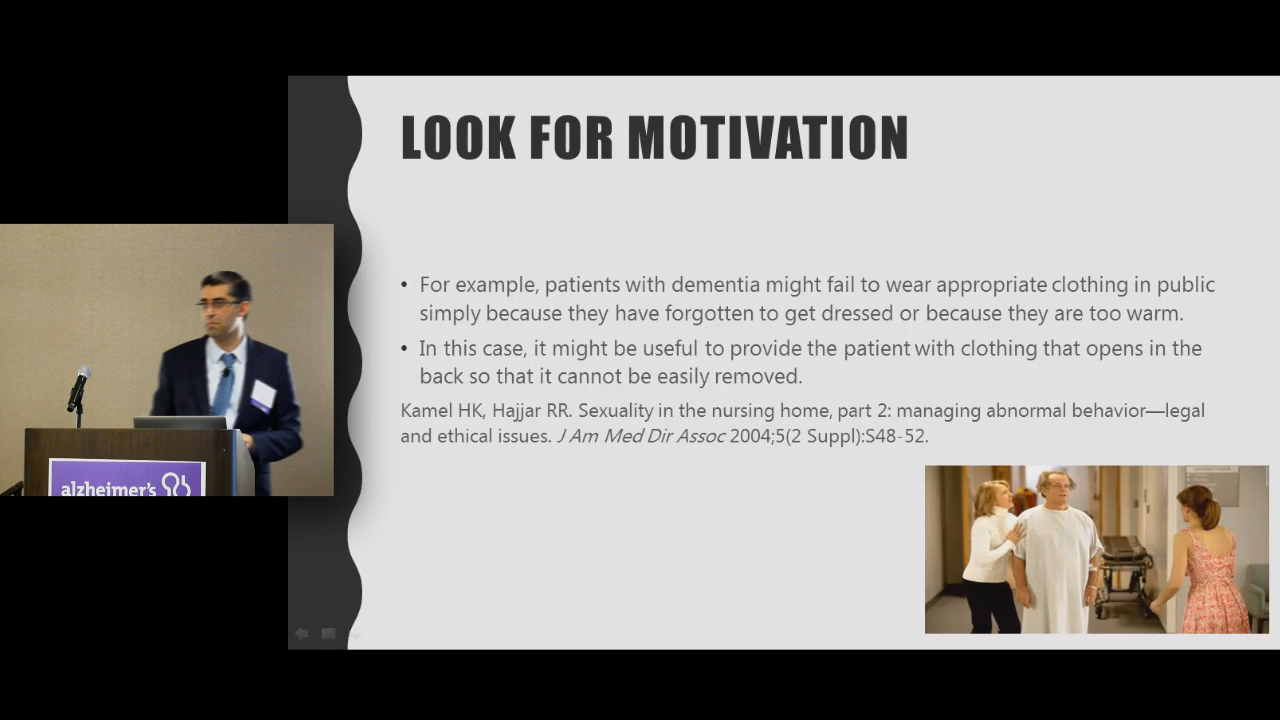 LOOK FOR MOTIVATION
• For example, patients with dementia might fail to wear appropriate clothing in public
simply because they have forgotten to get dressed or because they are too warm.
• In this case, it might be useful to provide the patient with clothing that opens in the
back so that it cannot be easily removed.
Kamel HK, Hajjar RR. Sexuality in the nursing home, part 2: managing abnormal behavior—legal
and ethical issues. J Am Med Dir Assoc 2004;5(2 Suppl):S48-52.
alzheimer's